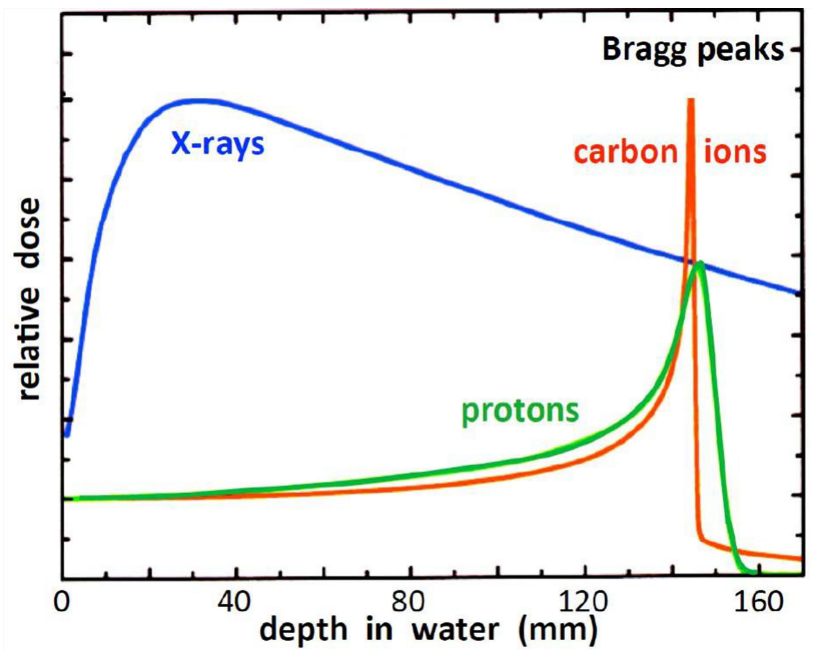 Bragg peaks
X-rays
carbon ions
protons
relative dose
0 40 80 120 160
depth in water (mm)